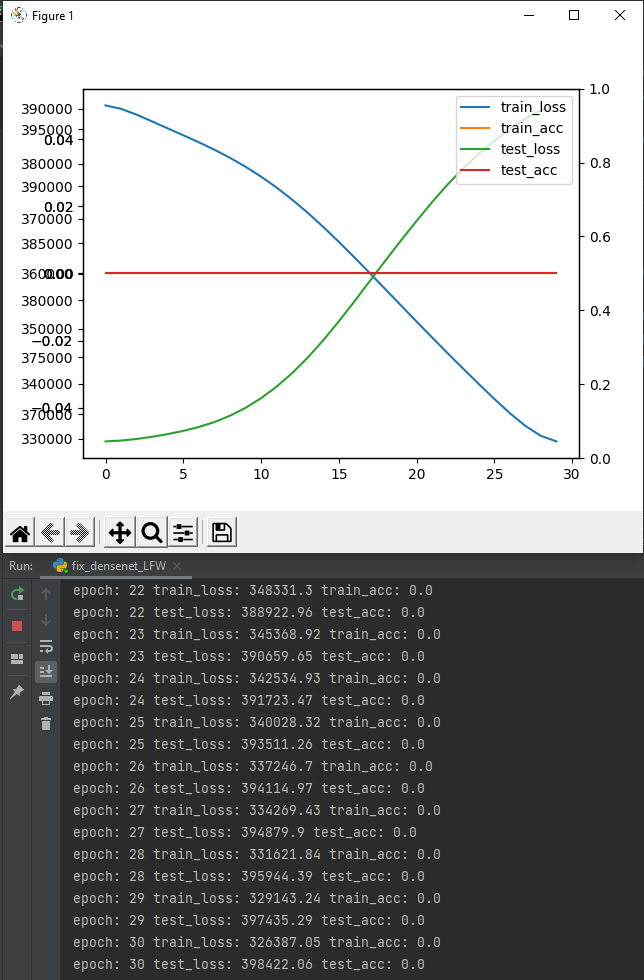 Figure 1
390000
395000
0.04
380000
390000
0.02
370000
385000
360000
0.00
380000
350000
−0.02
375000
340000
−0.04
370000
330000
0 5 10 15 20 25 30
1.0
0.8
0.6
0.4
0.2
0.0
train_loss
train_acc
test_loss
test_acc
Run: fix_densenet_LFW
epoch: 22 train_loss: 348331.3 train_acc: 0.0
epoch: 22 test_loss: 388922.96 test_acc: 0.0
epoch: 23 train_loss: 345368.92 train_acc: 0.0
epoch: 23 test_loss: 390659.65 test_acc: 0.0
epoch: 24 train_loss: 342534.93 train_acc: 0.0
epoch: 24 test_loss: 391723.47 test_acc: 0.0
epoch: 25 train_loss: 340028.32 train_acc: 0.0
epoch: 25 test_loss: 393511.26 test_acc: 0.0
epoch: 26 train_loss: 337246.7 train_acc: 0.0
epoch: 26 test_loss: 394114.97 test_acc: 0.0
epoch: 27 train_loss: 334269.43 train_acc: 0.0
epoch: 27 test_loss: 394879.9 test_acc: 0.0
epoch: 28 train_loss: 331621.84 train_acc: 0.0
epoch: 28 test_loss: 395944.39 test_acc: 0.0
epoch: 29 train_loss: 329143.24 train_acc: 0.0
epoch: 29 test_loss: 397435.29 test_acc: 0.0
epoch: 30 train_loss: 326387.05 train_acc: 0.0
epoch: 30 test_loss: 398422.06 test_acc: 0.0